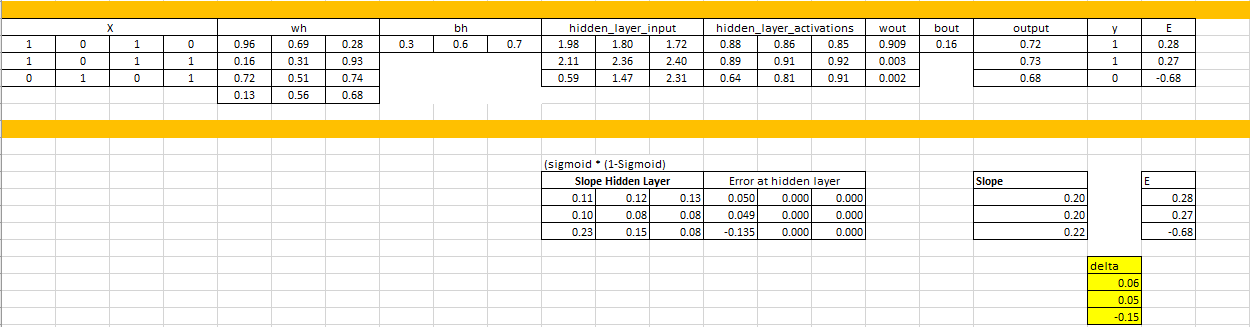 X wh bh hidden_layer_input hidden_layer_activations wout bout output y E
1 0 1 0 0.96 0.69 0.28 0.3 0.6 0.7 1.98 1.80 1.72 0.88 0.86 0.85 0.909 0.16 0.72 1 0.28
1 0 1 1 0.16 0.31 0.93 2.11 2.36 2.40 0.89 0.91 0.92 0.003 0.73 1 0.27
0 1 0 1 0.72 0.51 0.74 0.59 1.47 2.31 0.64 0.81 0.91 0.002 0.68 0 -0.68
0.13 0.56 0.68
(sigmoid * (1-Sigmoid)
Slope Hidden Layer Error at hidden layer Slope E
0.11 0.12 0.13 0.050 0.000 0.000 0.20 0.28
0.10 0.08 0.08 0.049 0.000 0.000 0.20 0.27
0.23 0.15 0.08 -0.135 0.000 0.000 0.22 -0.68
delta
0.06
0.05
-0.15